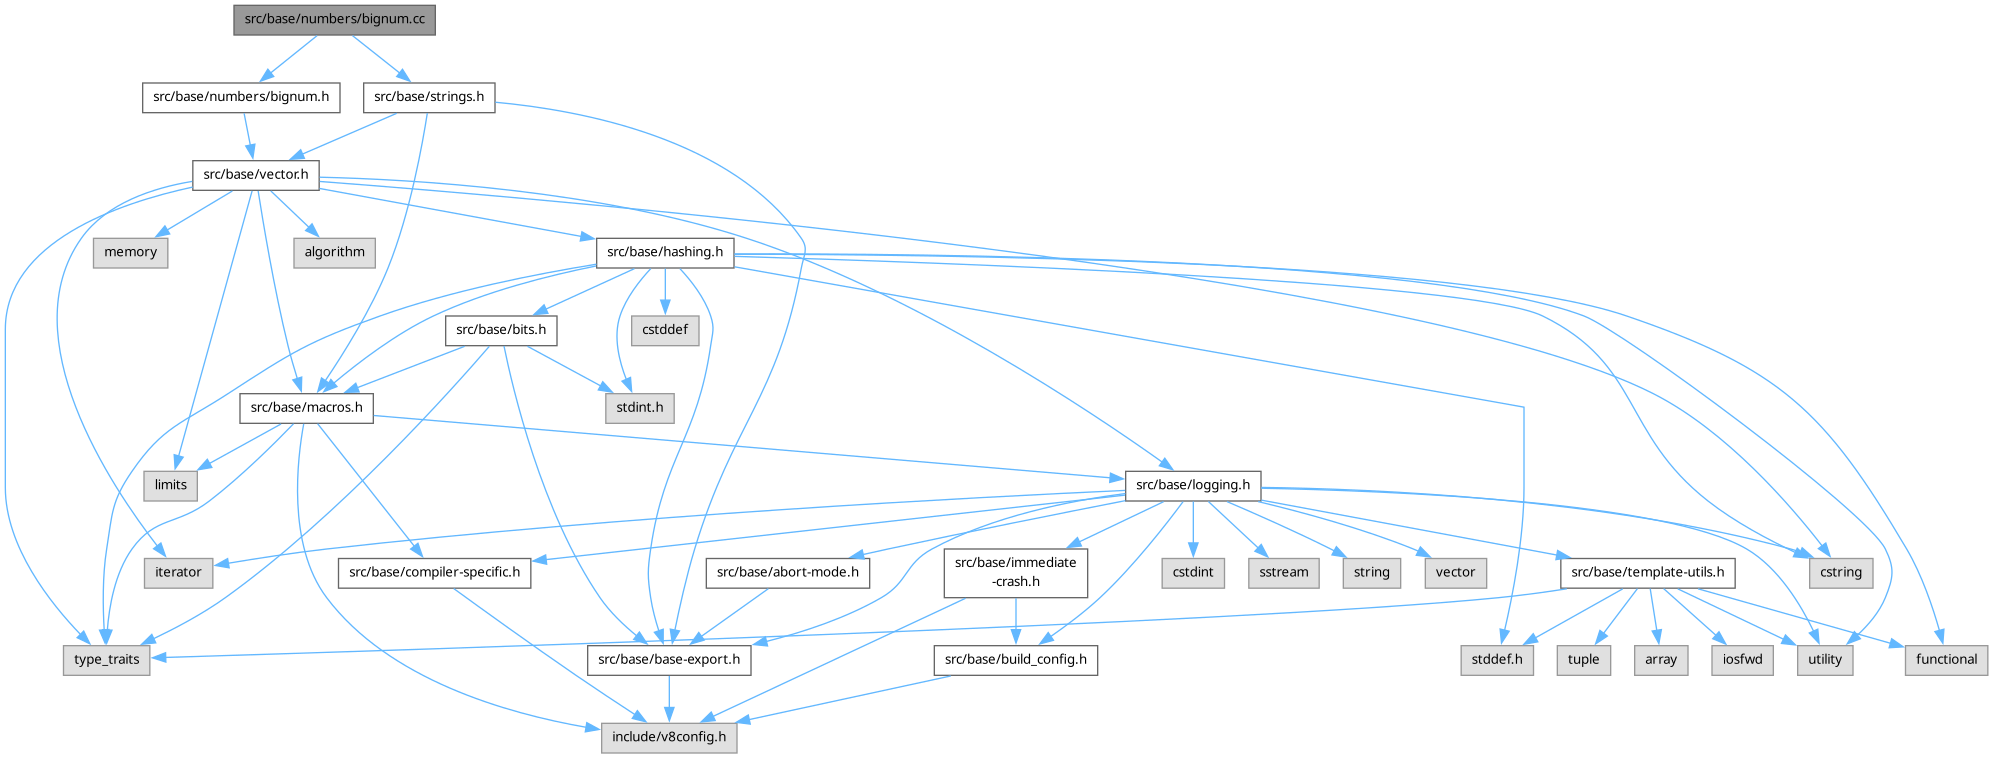 src/base/numbers/bignum.cc
src/base/numbers/bignum.h
src/base/strings.h
src/base/vector.h
memory
algorithm
src/base/hashing.h
src/base/bits.h
cstddef
src/base/macros.h
stdint.h
limits
src/base/logging.h
iterator
src/base/compiler-specific.h
src/base/abort-mode.h
src/base/immediate
-crash.h
cstdint
sstream
string
vector
src/base/template-utils.h
cstring
type_traits
src/base/base-export.h
src/base/build_config.h
stddef.h
tuple
array
iosfwd
utility
functional
include/v8config.h